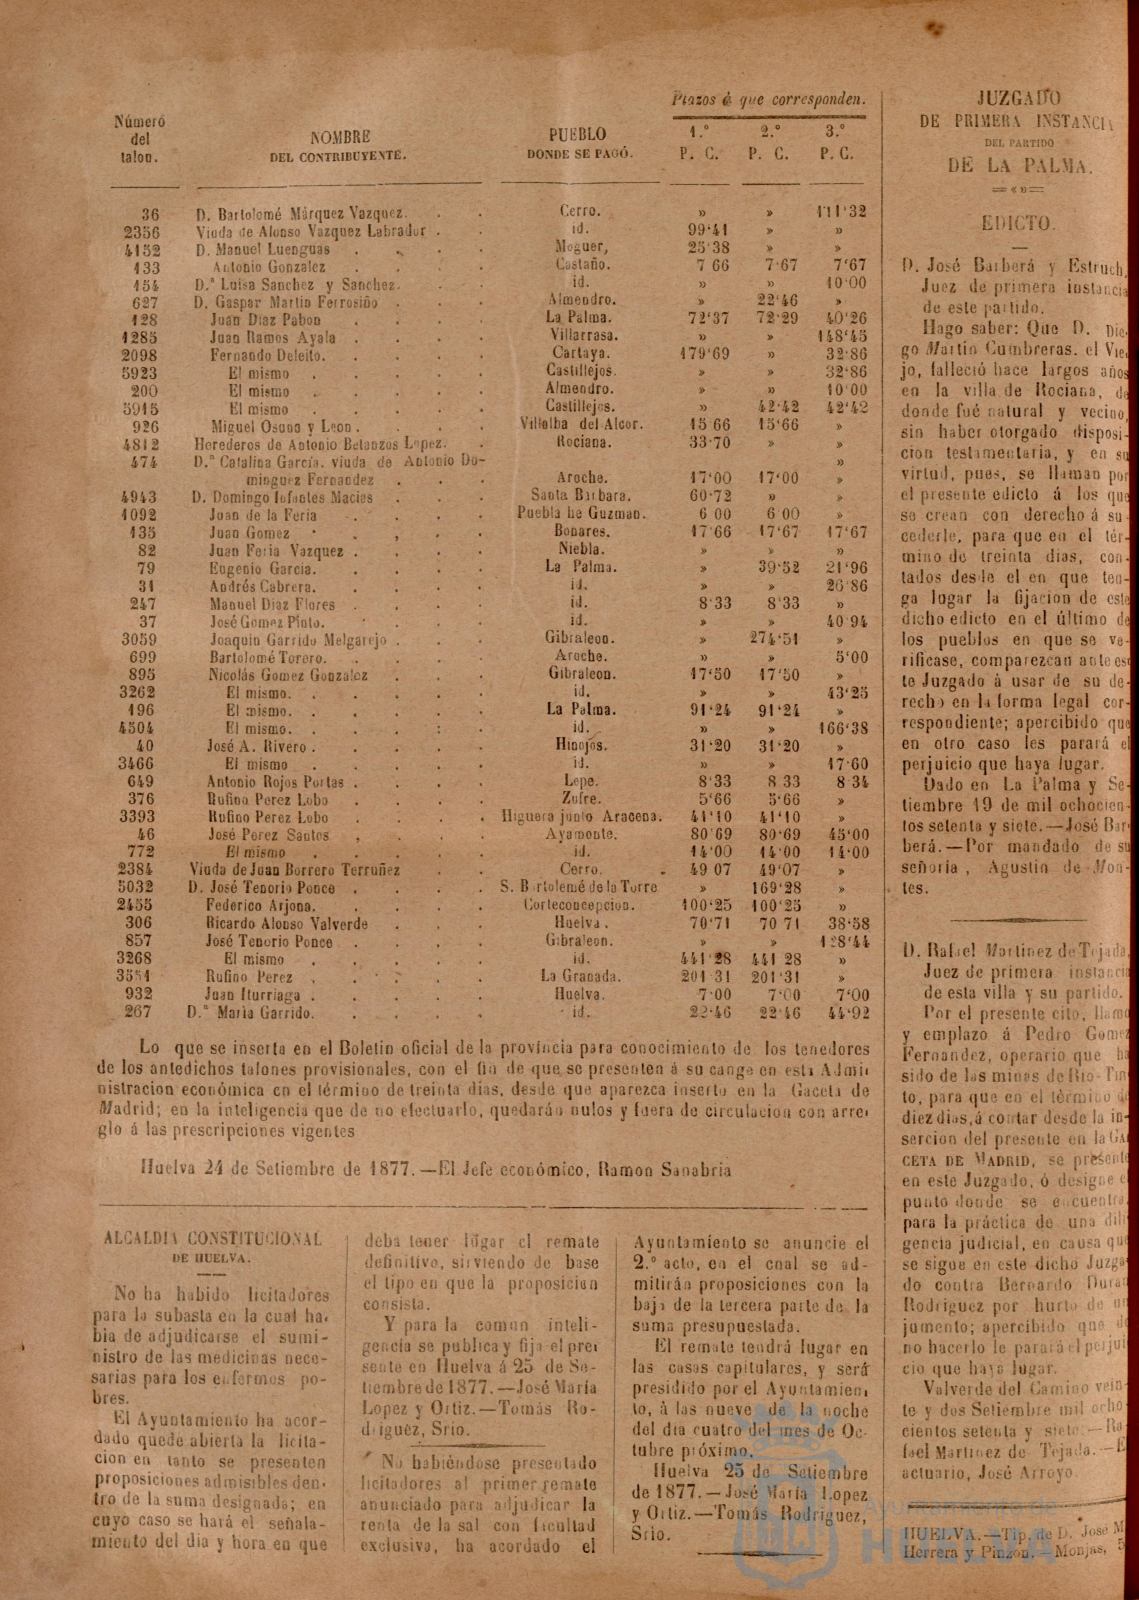 Plazos á que corresponden.
Número del talon. NOMBRE DEL CONTRIBUYENTE. PUEBLO DONDE SE PAGÓ. 1.° P. C. 2.° P. C. 3.° P. C.
36 D. Bartolomé Márquez Vazquez. Cerro. » » 111‘32
2356 Viuda de Alonso Vazquez Labrador . id. 99‘41 » »
4152 D. Manuel Luenguas Moguer, 25‘38 » »
133 Antonio Gonzalez Castaño. 7 66 7‘67 7‘67
154 D.ª Luisa Sanchez y Sanchez. id. » » 10‘00
627 D. Gaspar Martin Ferrosiño Almendro. » 22‘46 »
128 Juan Diaz Pabon La Palma. 72‘37 72‘29 40‘26
1285 Juan Ramos Ayala Villarrasa. » » 148‘45
2098 Fernando Deleito. Cartaya. 179‘69 » 32‘86
5923 El mismo Castillejos. » » 32‘86
200 El mismo Almendro. » » 10‘00
5915 El mismo Castillejos. » 42‘42 42‘42
926 Miguel Osuno y Leon. Villalba del Alcor. 15 66 15‘66 »
4812 Herederos de Antonio Betanzos Lopez. Rociana. 33‘70 »
474 D.ª Catalina García. viuda de Antonio Do- »
minguez Fernandez Aroche. 17‘00 17‘00 »
4943 D. Domingo Infantes Macies Santa Bárbara. 60‘72 » »
1092 Juan de la Feria Puebla he Guzman. 6 00 6 00 »
135 Juan Gomez Bonares. 17‘66 17‘67 17‘67
82 Juan Feria Vazquez . Niebla. » » »
79 Eugenio Garcia. La Palma. » 39‘52 21‘96
31 Andrés Cabrera. id. » » 26‘86
247 Manuel Diaz Flores id. 8‘33 8‘33 »
37 José Gomez Pinto. id. » » 40 94
3059 Joaquin Garrido Melgarejo . Gibraleon. » 274‘51 »
699 Bartolomé Torero. Aroche. » » 5‘00
895 Nicolás Gomez Gonzalez Gibraleon. 17‘50 17‘50 »
3262 El mismo. id. » » 43‘25
196 El mismo. La Palma. 91‘24 91‘24 »
4504 El mismo. id. » » 166‘38
40 José A. Rivero . Hinojos. 31‘20 31‘20 »
3466 El mismo id. » » 17‘60
649 Antonio Rojos Portas . Lepe. 8‘33 8 33 8 34
376 Rufino Perez Lobo Zufre. 5‘66 5‘66 »
3393 Rufino Perez Lobo Higuera junto Aracena. 41‘10 41‘10 »
46 José Perez Santos Ayamonte. 80‘69 80‘69 45‘00
772 El mismo id. 14‘00 14‘00 14‘00
2384 Viuda de Juan Borrero Terruñez Cerro. 49 07 49‘07 »
5032 D. José Tenorio Ponce S. Bartolemé de la Torre » 169‘28 »
2455 Federico Arjona. Corteconcepcion. 100‘25 100‘25 »
306 Ricardo Alonso Valverde Huelva. 70‘71 70 71 38‘58
857 José Tenorio Ponce Gibraleon. » » 128‘44
3268 El mismo id. 441‘28 441 28 »
3551 Rufino Perez La Granada. 201 31 201‘31 »
932 Juan Iturriaga . Huelva. 7‘00 7‘00 7‘00
267 D.ª Maria Garrido. id. 22‘46 22‘46 44‘92
Lo que se inserta en el Boletin oficial de la provincia para conocimiento de los tenedores
de los antedichos talones provisionales, con el fin de que se presenten á su cange en esta Admi
nistracion económica en el término de treinta dias, desde que aparezca inserto en la Gaceta de
Madrid; en la inteligencia que de no efectuarlo, quedarán nulos y fuera de circulacion con arre-
glo á las prescripciones vigentes
Huelva 24 de Setiembre de 1877.—El Jefe económico, Ramon Sanabria
ALCALDIA CONSTITUCIONAL
DE HUELVA.
No ha habido licitadores
para la subasta en la cual ha-
bia de adjudicarse el sumi-
nistro de las medicinas nece-
sarias para los enfermos po-
bres.
El Ayuntamiento ha acor-
dado quede abierta la licita-
cion en tanto se presenten
proposiciones admisibles den-
tro de la suma designada; en
cuyo caso se hará el señala-
miento del dia y hora en que
deba tener lugar el remate
definitivo, sirviendo de base
el tipo en que la proposicion
consista.
Y para la comun inteli-
gencia se publica y fija el pre-
sente en Huelva á 25 de Se-
tiembre de 1877.—José María
Lopez y Ortiz.—Tomás Ro-
driguez, Srio.
No habiéndose presentado
licitadores al primer remate
anunciado para adjudicar la
renta de la sal con facultad
exclusiva, ha acordado el
Ayuntamiento se anuncie el
2.° acto, en el cual se ad-
mitirán proposiciones con la
baja de la tercera parte de la
suma presupuestada.
El remate tendrá lugar en
las casas capitulares, y será
presidido por el Ayuntamien-
to, á las nueve de la noche
del dia cuatro del mes de Oc-
tubre próximo.
Huelva 25 de Setiembre
de 1877.—José María Lopez
y Ortiz.—Tomás Rodriguez,
Srio.
JUZGADO
DE PRIMERA INSTANCIA
DEL PARTIDO
DE LA PALMA.
EDICTO.
D. José Barberá y Estruch,
Juez de primera instancia
de este partido.
Hago saber: Que D. Die-
go Martin Cumbreras. el Vie-
jo, falleció hace largos años
en la villa de Rociana, de
donde fué natural y vecino,
sin haber otorgado disposi-
cion testamentaria, y en su
virtud, pues, se llaman por
el presente edicto á los que
se crean con derecho á su-
cederle, para que en el tér-
mino de treinta dias, con-
tados desde el en que ten-
ga lugar la fijacion de este
dicho edicto en el último de
los pueblos en que se ve-
rificase, comparezcan ante es-
te Juzgado á usar de su de-
recho en la forma legal cor-
respondiente; apercibido que
en otro caso les parará el
perjuicio que haya lugar.
Dado en La Palma y Se-
tiembre 19 de mil ochocien-
tos setenta y siete.—José Bar-
berá.—Por mandado de su
señoria, Agustin de Mon-
tes.
D. Rafael Martinez de Tejada,
Juez de primera instancia
de esta villa y su partido.
Por el presente cito, llamo
y emplazo á Pedro Gomez
Fernandez, operario que ha
sido de las minas de Rio-Tin-
to, para que en el término de
diez dias, á contar desde la in-
sercion del presente en la GA-
CETA DE MADRID, se presente
en este Juzgado, ó designe el
punto donde se encuentra,
para la práctica de una dili-
gencia judicial, en causa que
se sigue en este dicho Juzga-
do contra Bernardo Duran
Rodriguez por hurto de un
jumento; apercibido que de
no hacerlo le parará el perjui-
cio que haya lugar.
Valverde del Camino vein-
te y dos Setiembre mil ocho-
cientos setenta y siete.—Ra-
fael Martinez de Tejada.—E
actuario, José Arroyo.
HUELVA.—Tip. de D. José M
Herrera y Pinzón.—Monjas, 5
Ayuntamiento de
HUELVA